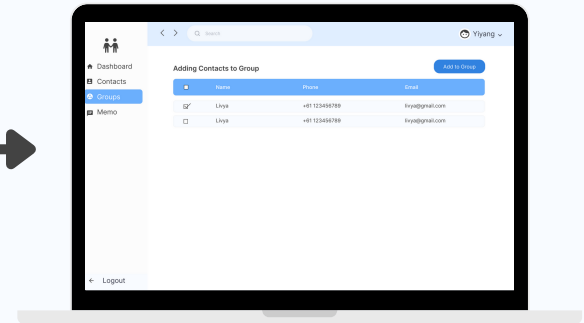 Search
Yiyang
Dashboard
Contacts
Groups
Memo
Logout
Adding Contacts to Group
Add to Group
Name Phone Email
Livya +61 123456789 livya@gmail.com
Livya +61 123456789 livya@gmail.com